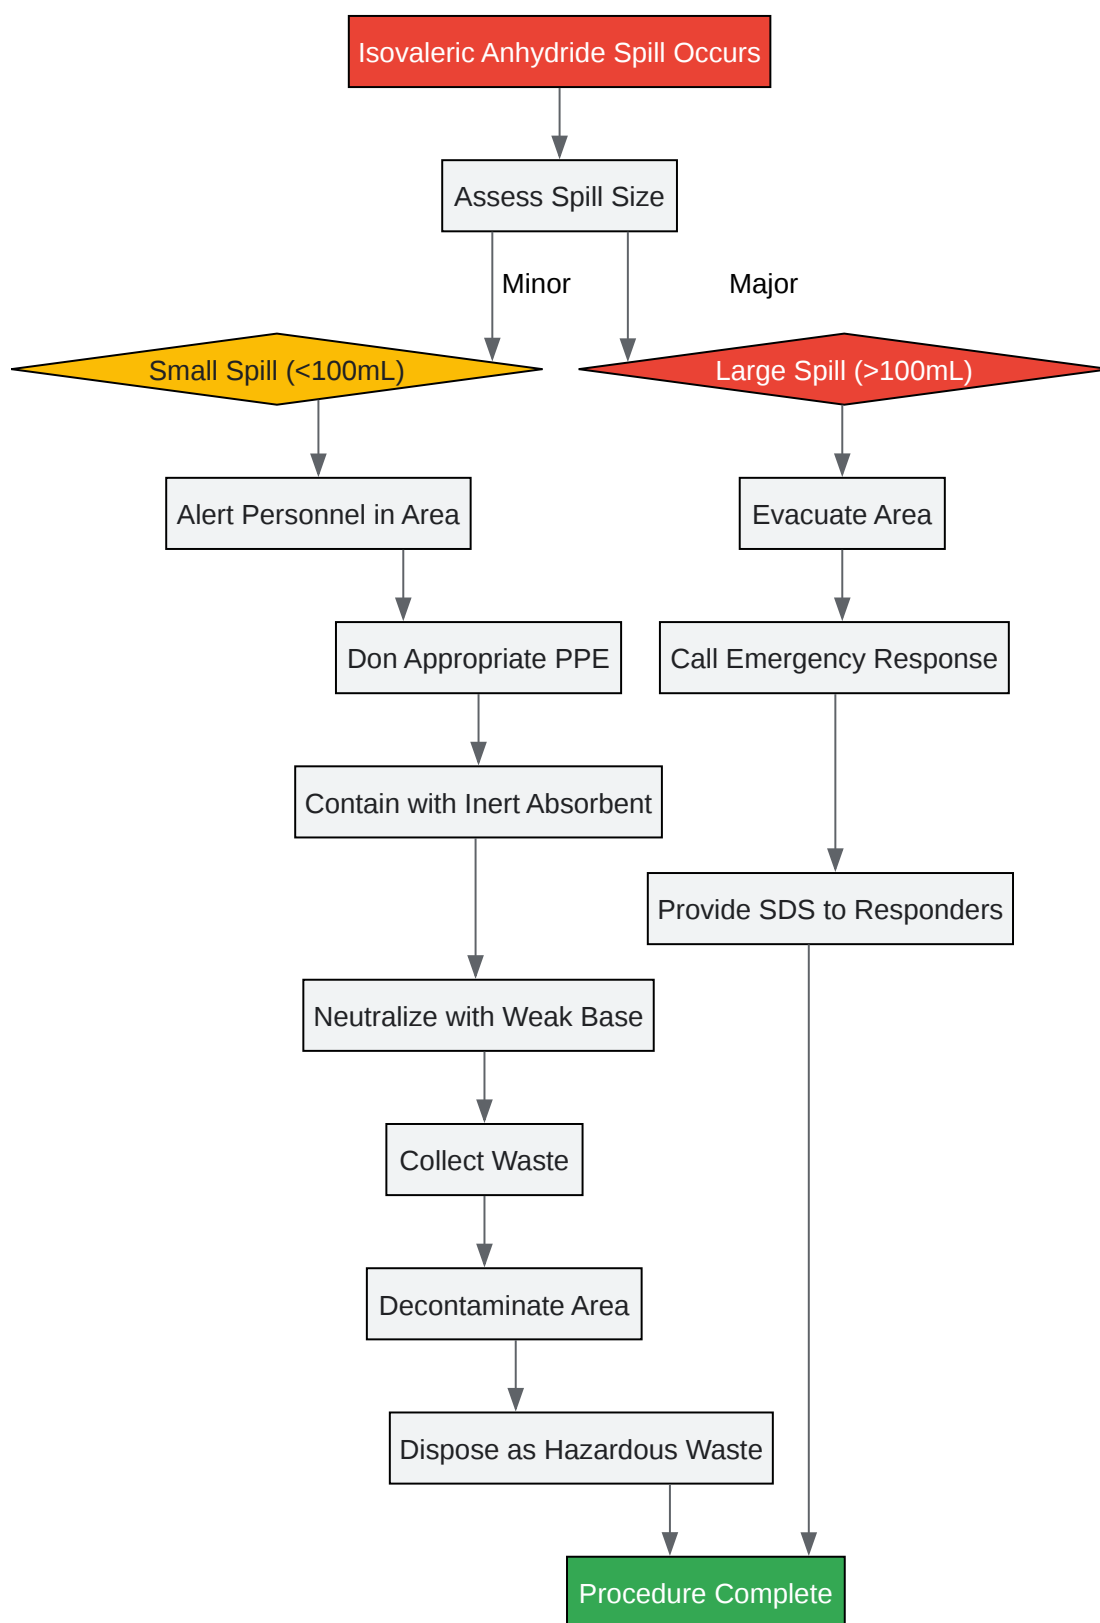 Isovaleric Anhydride Spill Occurs
Assess Spill Size
Minor
Major
Small Spill (<100mL)
Large Spill (>100mL)
Alert Personnel in Area
Evacuate Area
Don Appropriate PPE
Call Emergency Response
Contain with Inert Absorbent
Provide SDS to Responders
Neutralize with Weak Base
Collect Waste
Decontaminate Area
Dispose as Hazardous Waste
Procedure Complete